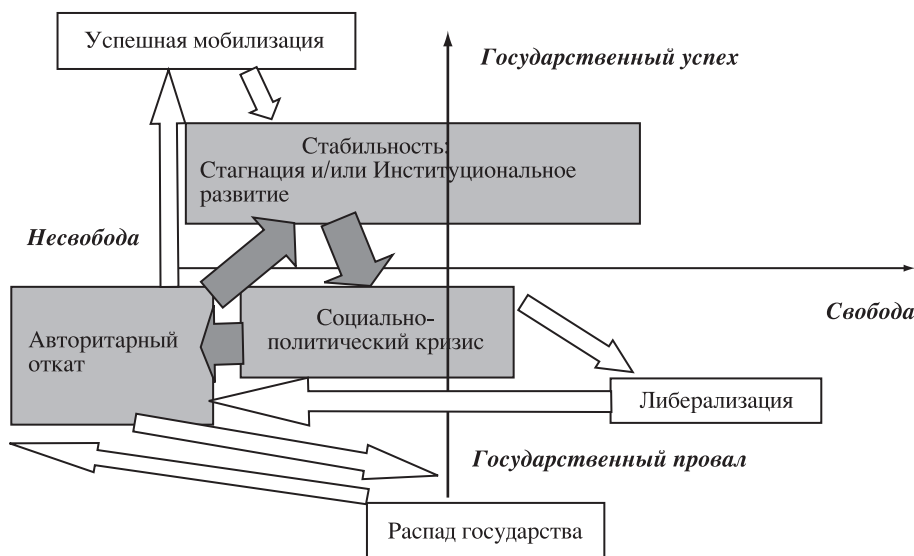 Успешная мобилизация
Государственный успех
Стабильность:
Стагнация и/или Институциональное
развитие
Несвобода
Свобода
Авторитарный
откат
Социально-
политический кризис
Либерализация
Государственный провал
Распад государства